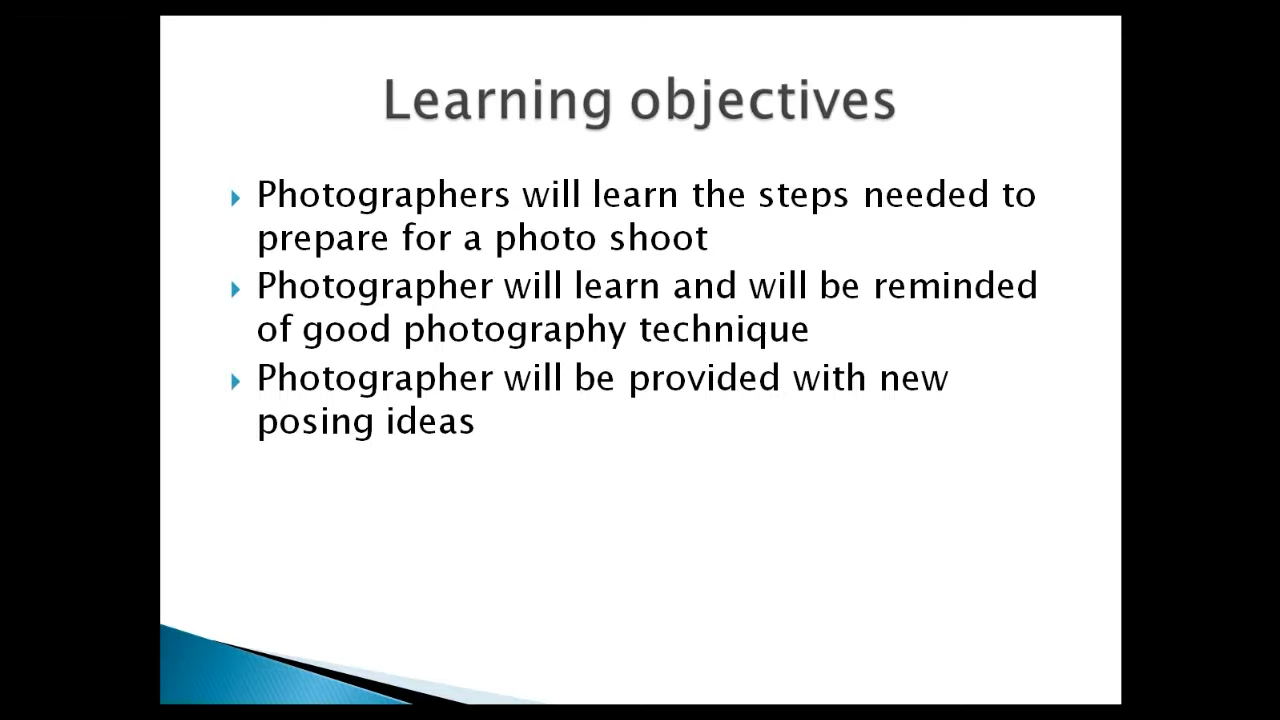 Learning objectives
Photographers will learn the steps needed to
prepare for a photo shoot
Photographer will learn and will be reminded
of good photography technique
Photographer will be provided with new
posing ideas